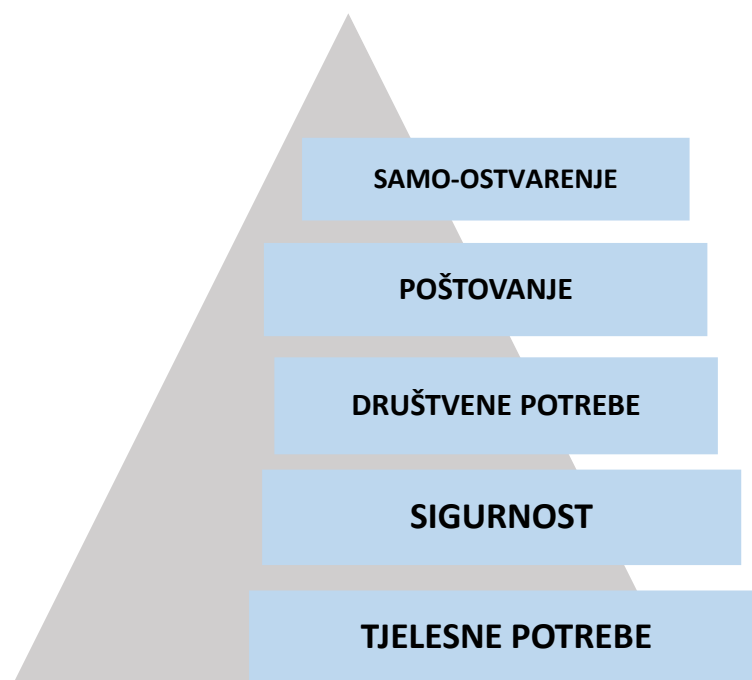 SAMO-OSTVARENJE
POŠTOVANJE
DRUŠTVENE POTREBE
SIGURNOST
TJELESNE POTREBE